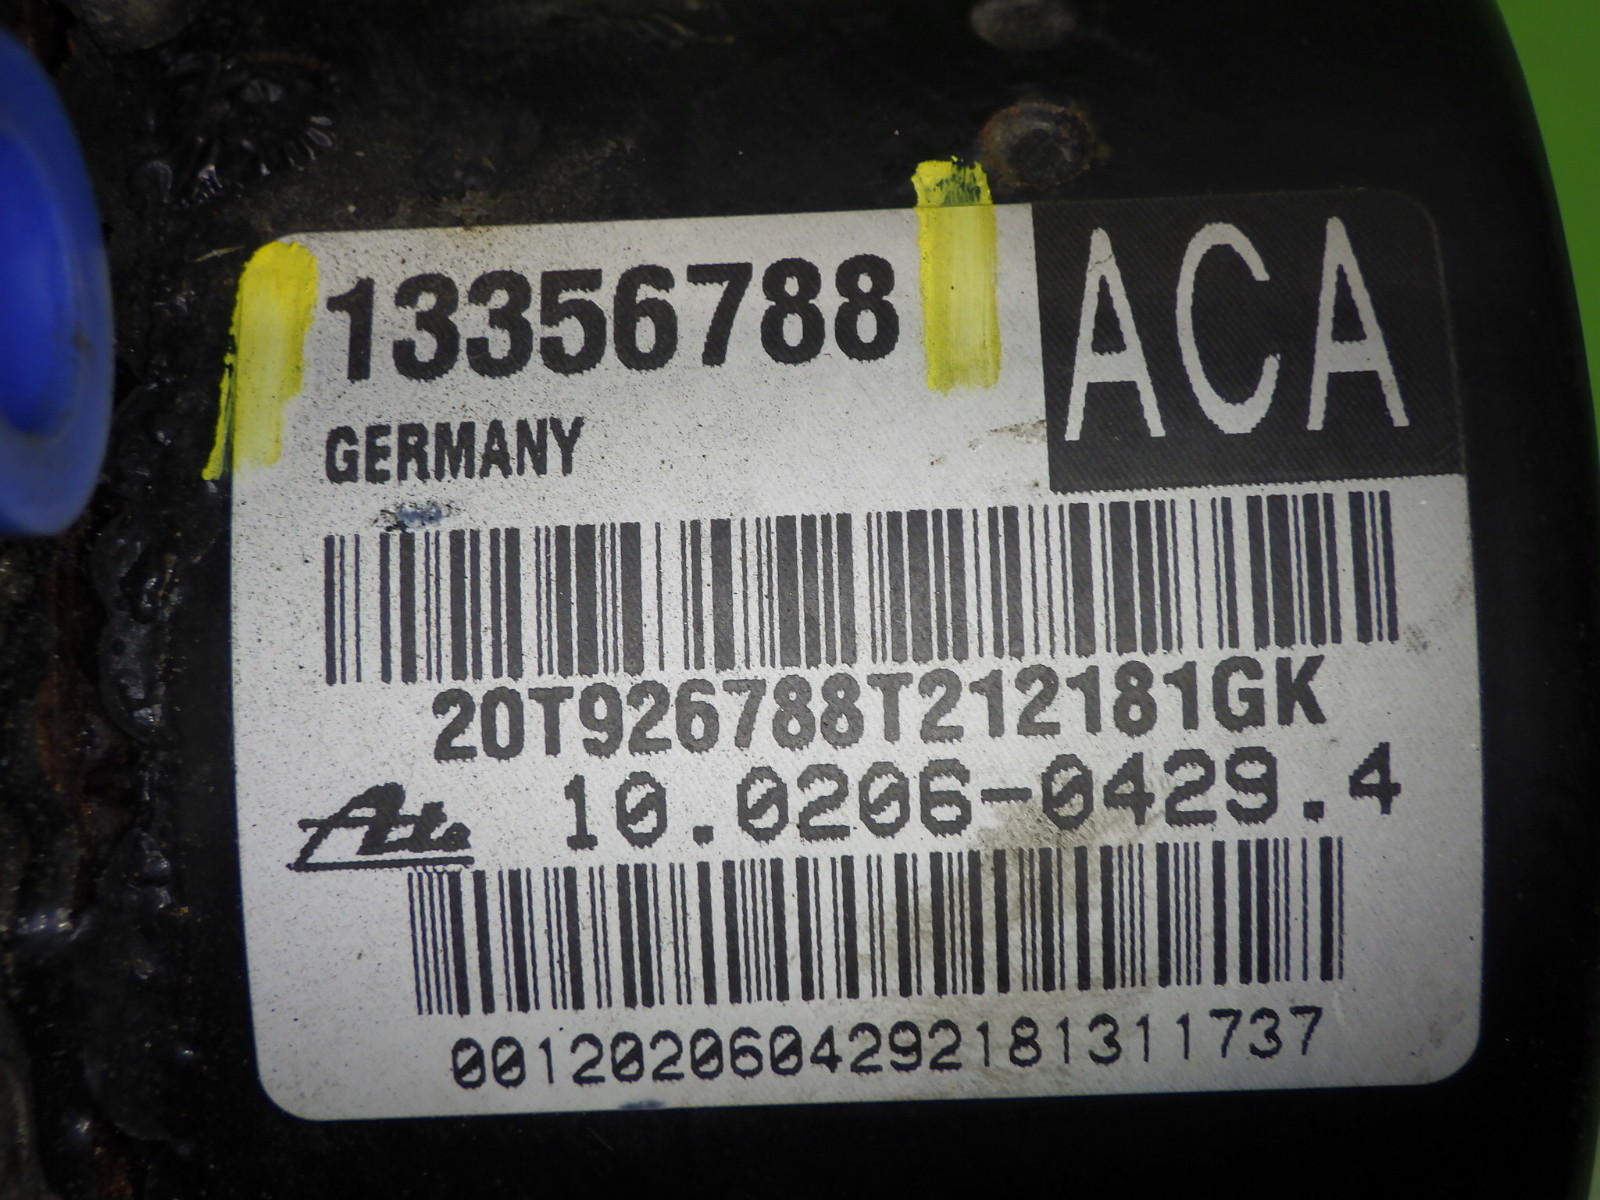 13356788
ACA
GERMANY
20T926788T212181GK
Ate 10.0206-0429.4
0012020604292181311737